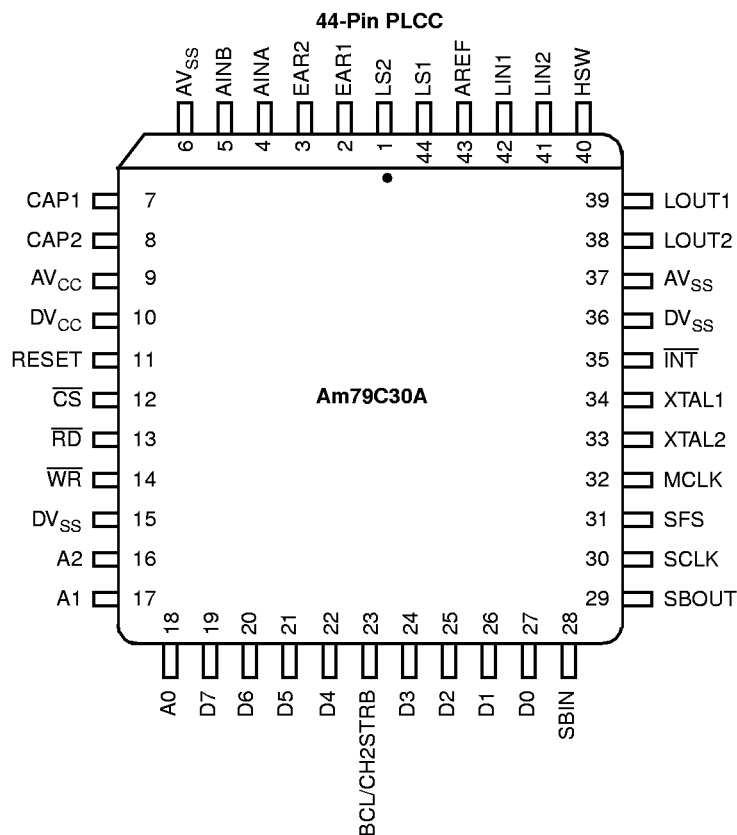 44-Pin PLCC
AVSS
AINB
AINA
EAR2
EAR1
LS2
LS1
AREF
LIN1
LIN2
HSW
6
5
4
3
2
1
44
43
42
41
40
CAP1 7
CAP2 8
AVCC 9
DVCC 10
RESET 11
C̅S̅ 12
R̅D̅ 13
W̅R̅ 14
DVSS 15
A2 16
A1 17
Am79C30A
39 LOUT1
38 LOUT2
37 AVSS
36 DVSS
35 I̅N̅T̅
34 XTAL1
33 XTAL2
32 MCLK
31 SFS
30 SCLK
29 SBOUT
18
19
20
21
22
23
24
25
26
27
28
A0
D7
D6
D5
D4
BCL/CH2STRB
D3
D2
D1
D0
SBIN